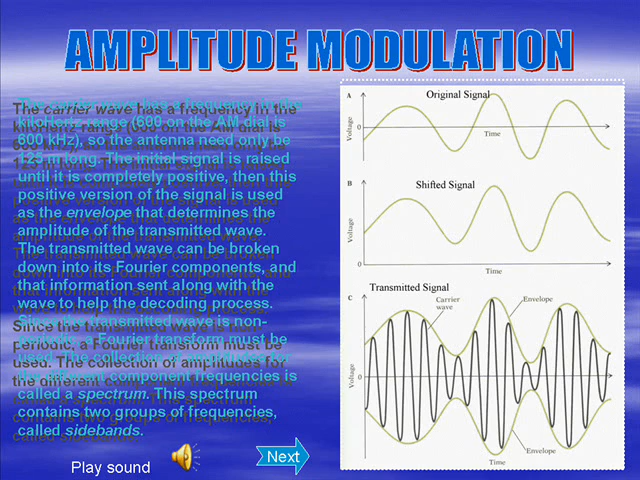 AMPLITUDE MODULATION
The carrier wave has a frequency in the
kiloHertz range (600 on the AM dial is
600 kHz), so the antenna need only be
125 m long. The initial signal is raised
until it is completely positive, then this
positive version of the signal is used
as the envelope that determines the
amplitude of the transmitted wave.
The transmitted wave can be broken
down into its Fourier components, and
that information sent along with the
wave to help the decoding process.
Since the transmitted wave is non-
periodic, a Fourier transform must be
used. The collection of amplitudes for
the different component frequencies is
called a spectrum. This spectrum
contains two groups of frequencies,
called sidebands.
Play sound
Next
A
Original Signal
Voltage
0
Time
B
Shifted Signal
Voltage
0
Time
C
Transmitted Signal
Carrier
wave
Envelope
Voltage
0
Envelope
Time